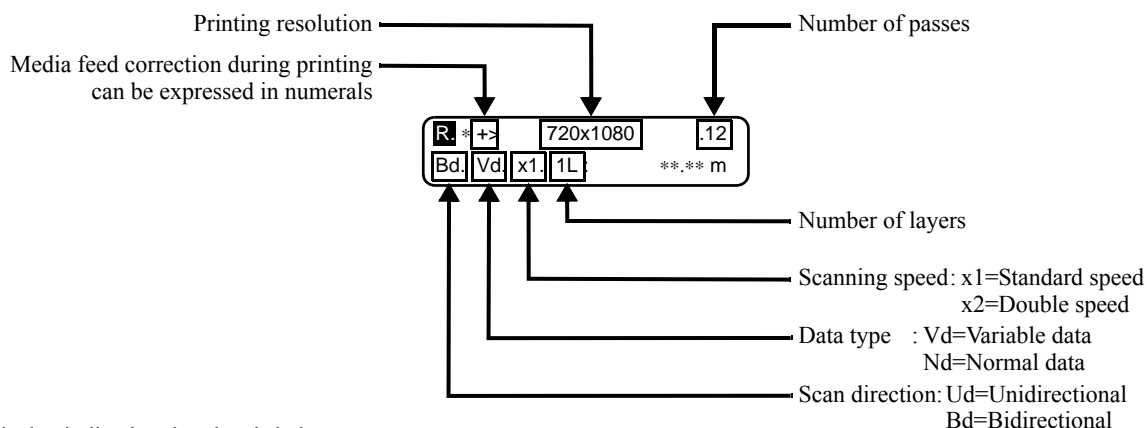 Printing resolution
Number of passes
Media feed correction during printing
can be expressed in numerals
R. * +> 720x1080 .12
Bd. Vd. x1. 1L : **.** m
Number of layers
Scanning speed: x1=Standard speed
x2=Double speed
Data type : Vd=Variable data
Nd=Normal data
Scan direction: Ud=Unidirectional
Bd=Bidirectional